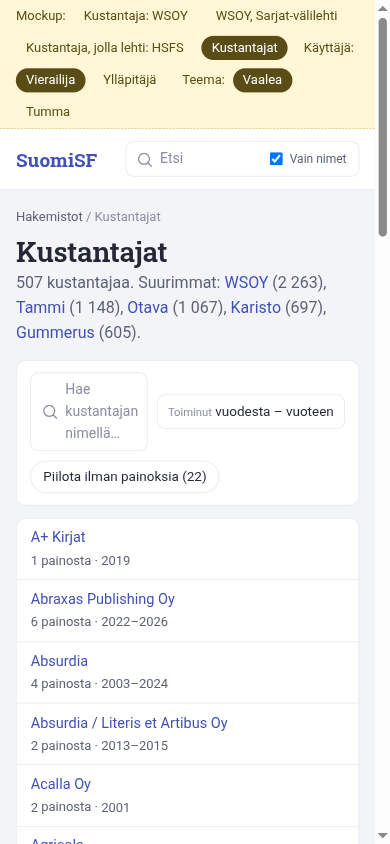 Mockup: Kustantaja: WSOY WSOY, Sarjat-välilehti
Kustantaja, jolla lehti: HSFS Kustantajat Käyttäjä:
Vierailija Ylläpitäjä Teema: Vaalea
Tumma
SuomiSF Etsi Vain nimet
Hakemistot / Kustantajat
Kustantajat
507 kustantajaa. Suurimmat: WSOY (2 263),
Tammi (1 148), Otava (1 067), Karisto (697),
Gummerus (605).
Hae
kustantajan
nimellä…
Toiminut vuodesta – vuoteen
Piilota ilman painoksia (22)
A+ Kirjat
1 painosta · 2019
Abraxas Publishing Oy
6 painosta · 2022–2026
Absurdia
4 painosta · 2003–2024
Absurdia / Literis et Artibus Oy
2 painosta · 2013–2015
Acalla Oy
2 painosta · 2001
Agricola